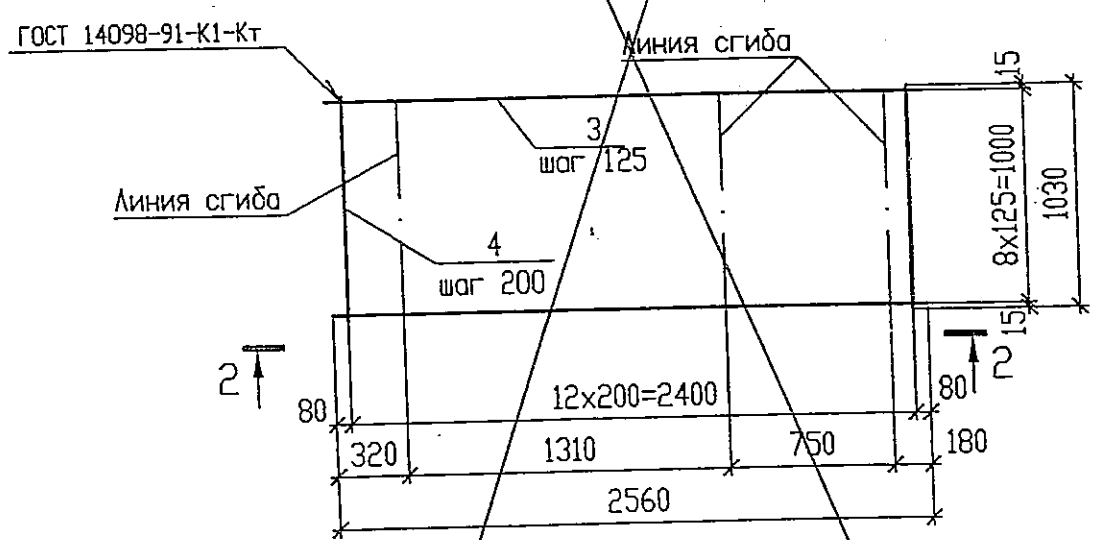 ГОСТ 14098-91-К1-Кт
Линия сгиба
15
3
шаг 125
8х125=1000
1030
Линия сгиба
4
шаг 200
15
2
2
80
12х200=2400
80
320
1310
750
180
2560